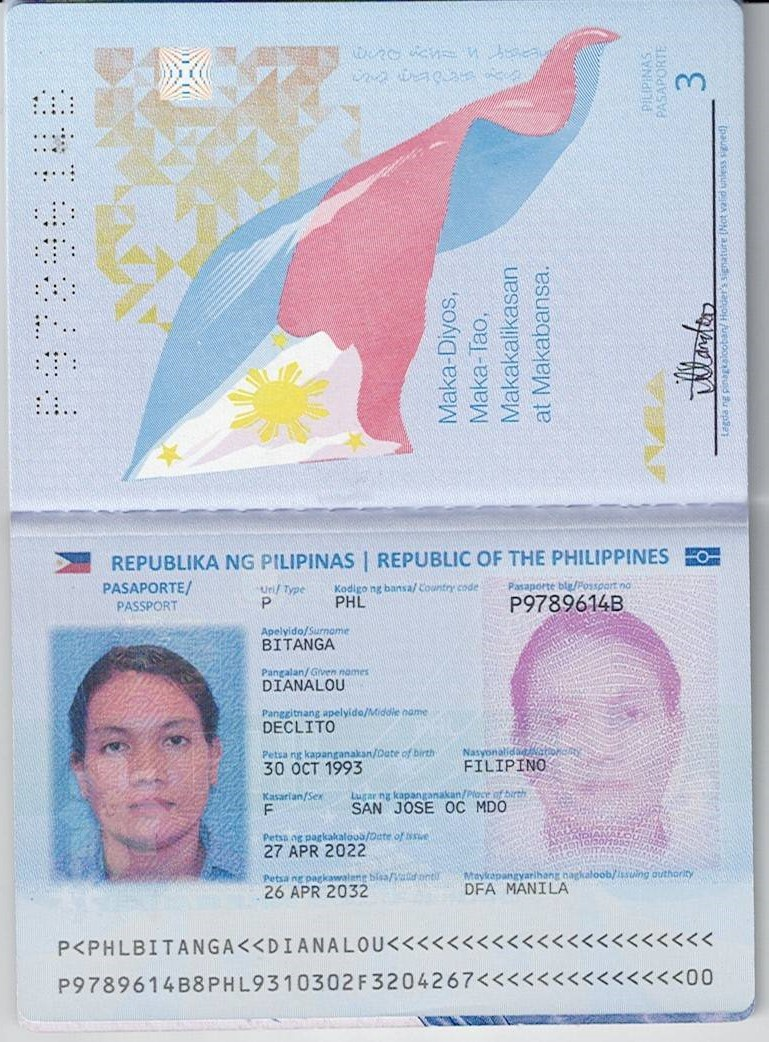 P9789614B
PILIPINAS
PASAPORTE
3
Maka-Diyos,
Maka-Tao,
Makakalikasan
at Makabansa.
Lagda ng pinagkalooban/ Holder's signature (Not valid unless signed)
REPUBLIKA NG PILIPINAS | REPUBLIC OF THE PHILIPPINES
PASAPORTE/
PASSPORT
Uri/ Type
Kodigo ng bansa/ Country code
Pasaporte blg/Passport no
P
PHL
P9789614B
Apelyido/Surname
BITANGA
Pangalan/ Given names
DIANALOU
Panggitnang apelyido/Middle name
DECLITO
Petsa ng kapanganakan/Date of birth
Nasyonalidad/Nationality
30 OCT 1993
FILIPINO
Kasarian/Sex
Lugar ng kapanganakan/Place of birth
F
SAN JOSE OC MDO
Petsa ng pagkakaloob/Date of issue
27 APR 2022
Petsa ng pagkawalang bisa/Valid until
Maykapangyarihang nagkaloob/Issuing authority
26 APR 2032
DFA MANILA
P<PHLBITANGA<<DIANALOU<<<<<<<<<<<<<<<<<<<<<<
P9789614B8PHL9310302F3204267<<<<<<<<<<<<<<00